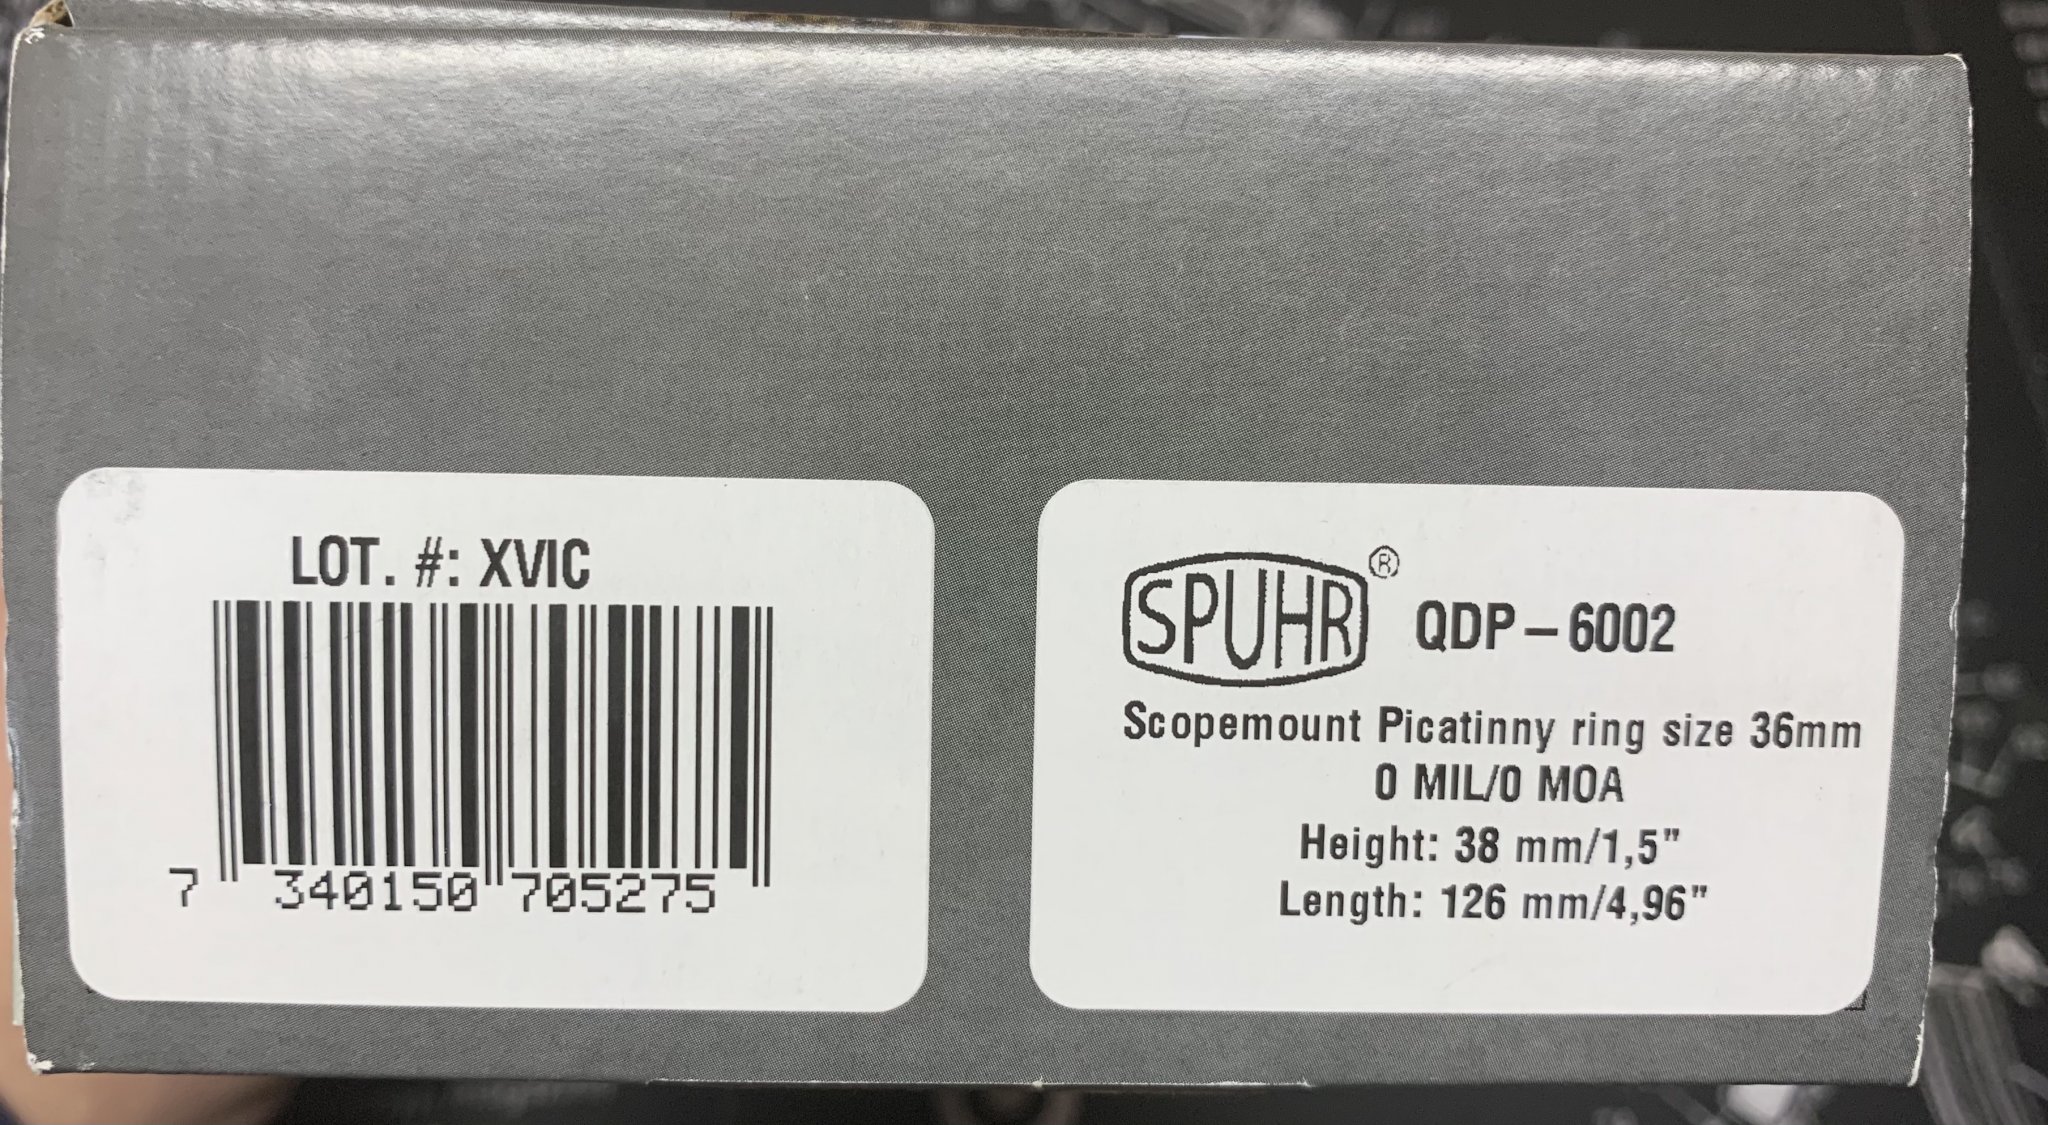 LOT. #: XVIC
7 340150 705275
SPUHR® QDP-6002
Scopemount Picatinny ring size 36mm
0 MIL/0 MOA
Height: 38 mm/1,5"
Length: 126 mm/4,96"